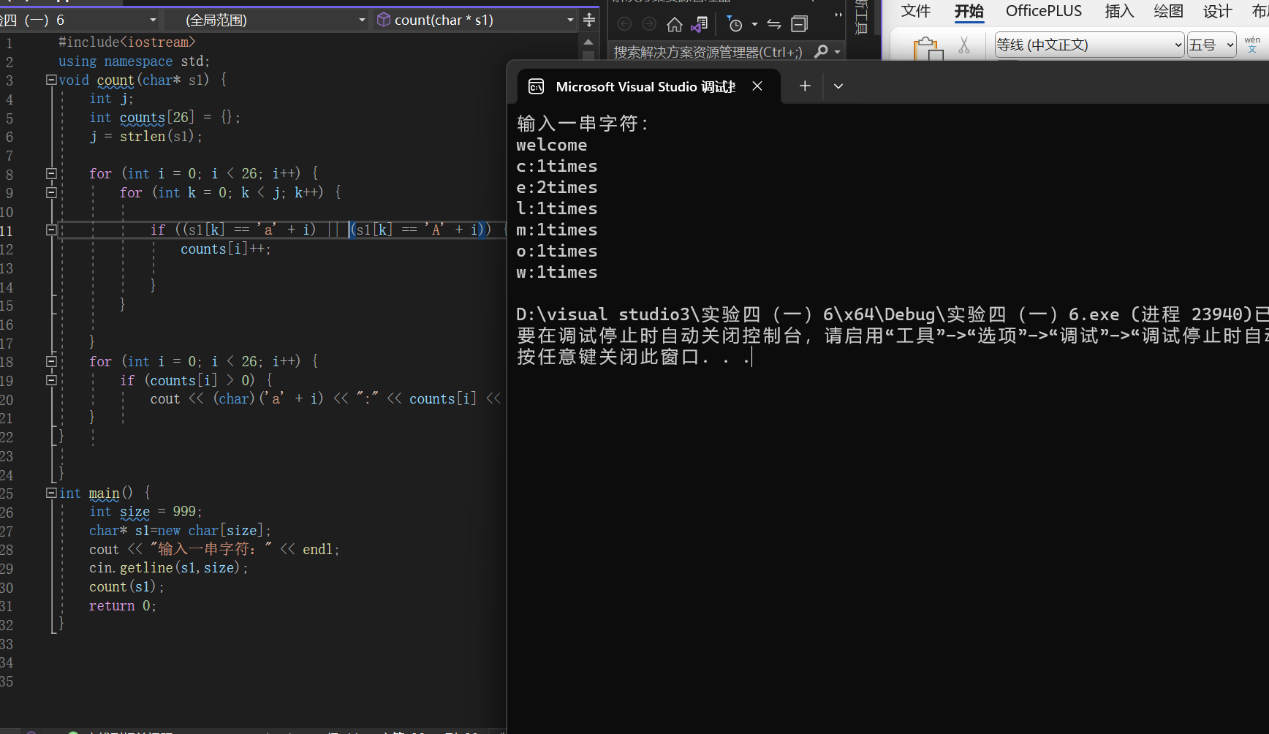 四（一）6
(全局范围)
count(char * s1)
搜索解决方案资源管理器(Ctrl+;)
文件
开始
OfficePLUS
插入
绘图
设计
等线 (中文正文)
五号
wén
文
1 #include<iostream>
2 using namespace std;
3 void count(char* s1) {
4 int j;
5 int counts[26] = {};
6 j = strlen(s1);
7
8 for (int i = 0; i < 26; i++) {
9 for (int k = 0; k < j; k++) {
10
11 if ((s1[k] == 'a' + i) || (s1[k] == 'A' + i)) {
12 counts[i]++;
13
14 }
15 }
16
17 }
18 for (int i = 0; i < 26; i++) {
19 if (counts[i] > 0) {
20 cout << (char)('a' + i) << ":" << counts[i] <<
21 }
22 }
23
24 }
25 int main() {
26 int size = 999;
27 char* s1=new char[size];
28 cout << "输入一串字符：" << endl;
29 cin.getline(s1,size);
30 count(s1);
31 return 0;
32 }
33
34
35
Microsoft Visual Studio 调试
输入一串字符：
welcome
c:1times
e:2times
l:1times
m:1times
o:1times
w:1times
D:\visual studio3\实验四（一）6\x64\Debug\实验四（一）6.exe (进程 23940)已
要在调试停止时自动关闭控制台，请启用“工具”->“选项”->“调试”->“调试停止时自动
按任意键关闭此窗口. . .